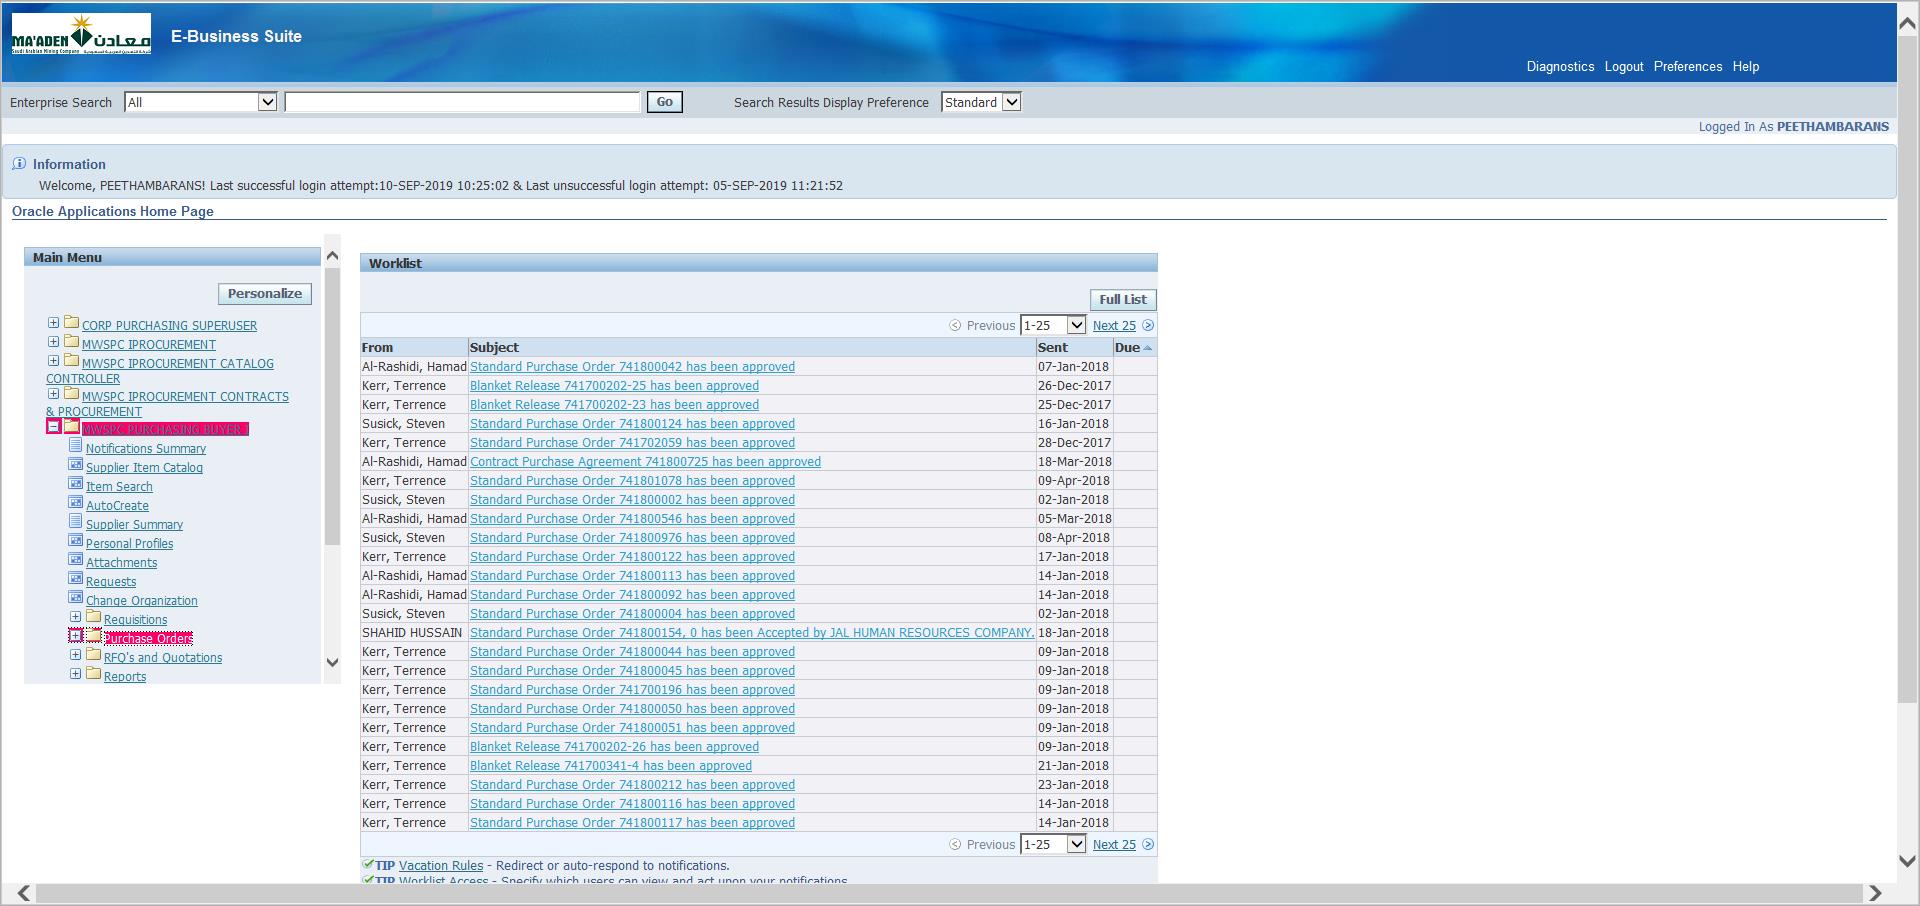 MA'ADEN معادن
Saudi Arabian Mining Company
E-Business Suite
Diagnostics Logout Preferences Help
Enterprise Search All Go Search Results Display Preference Standard
Logged In As PEETHAMBARANS
Information
Welcome, PEETHAMBARANS! Last successful login attempt:10-SEP-2019 10:25:02 & Last unsuccessful login attempt: 05-SEP-2019 11:21:52
Oracle Applications Home Page
Main Menu
Personalize
CORP PURCHASING SUPERUSER
MWSPC IPROCUREMENT
MWSPC IPROCUREMENT CATALOG
CONTROLLER
MWSPC IPROCUREMENT CONTRACTS
& PROCUREMENT
MWSPC PURCHASING BUYER
Notifications Summary
Supplier Item Catalog
Item Search
AutoCreate
Supplier Summary
Personal Profiles
Attachments
Requests
Change Organization
Requisitions
Purchase Orders
RFQ's and Quotations
Reports
Worklist
Full List
Previous 1-25 Next 25
From Subject Sent Due
Al-Rashidi, Hamad Standard Purchase Order 741800042 has been approved 07-Jan-2018
Kerr, Terrence Blanket Release 741700202-25 has been approved 26-Dec-2017
Kerr, Terrence Blanket Release 741700202-23 has been approved 25-Dec-2017
Susick, Steven Standard Purchase Order 741800124 has been approved 16-Jan-2018
Kerr, Terrence Standard Purchase Order 741702059 has been approved 28-Dec-2017
Al-Rashidi, Hamad Contract Purchase Agreement 741800725 has been approved 18-Mar-2018
Kerr, Terrence Standard Purchase Order 741801078 has been approved 09-Apr-2018
Susick, Steven Standard Purchase Order 741800002 has been approved 02-Jan-2018
Al-Rashidi, Hamad Standard Purchase Order 741800546 has been approved 05-Mar-2018
Susick, Steven Standard Purchase Order 741800976 has been approved 08-Apr-2018
Kerr, Terrence Standard Purchase Order 741800122 has been approved 17-Jan-2018
Al-Rashidi, Hamad Standard Purchase Order 741800113 has been approved 14-Jan-2018
Al-Rashidi, Hamad Standard Purchase Order 741800092 has been approved 14-Jan-2018
Susick, Steven Standard Purchase Order 741800004 has been approved 02-Jan-2018
SHAHID HUSSAIN Standard Purchase Order 741800154, 0 has been Accepted by JAL HUMAN RESOURCES COMPANY. 18-Jan-2018
Kerr, Terrence Standard Purchase Order 741800044 has been approved 09-Jan-2018
Kerr, Terrence Standard Purchase Order 741800045 has been approved 09-Jan-2018
Kerr, Terrence Standard Purchase Order 741700196 has been approved 09-Jan-2018
Kerr, Terrence Standard Purchase Order 741800050 has been approved 09-Jan-2018
Kerr, Terrence Standard Purchase Order 741800051 has been approved 09-Jan-2018
Kerr, Terrence Blanket Release 741700202-26 has been approved 09-Jan-2018
Kerr, Terrence Blanket Release 741700341-4 has been approved 21-Jan-2018
Kerr, Terrence Standard Purchase Order 741800212 has been approved 23-Jan-2018
Kerr, Terrence Standard Purchase Order 741800116 has been approved 14-Jan-2018
Kerr, Terrence Standard Purchase Order 741800117 has been approved 14-Jan-2018
Previous 1-25 Next 25
TIP Vacation Rules - Redirect or auto-respond to notifications.
TIP Worklist Access - Specify which users can view and act upon your notifications.